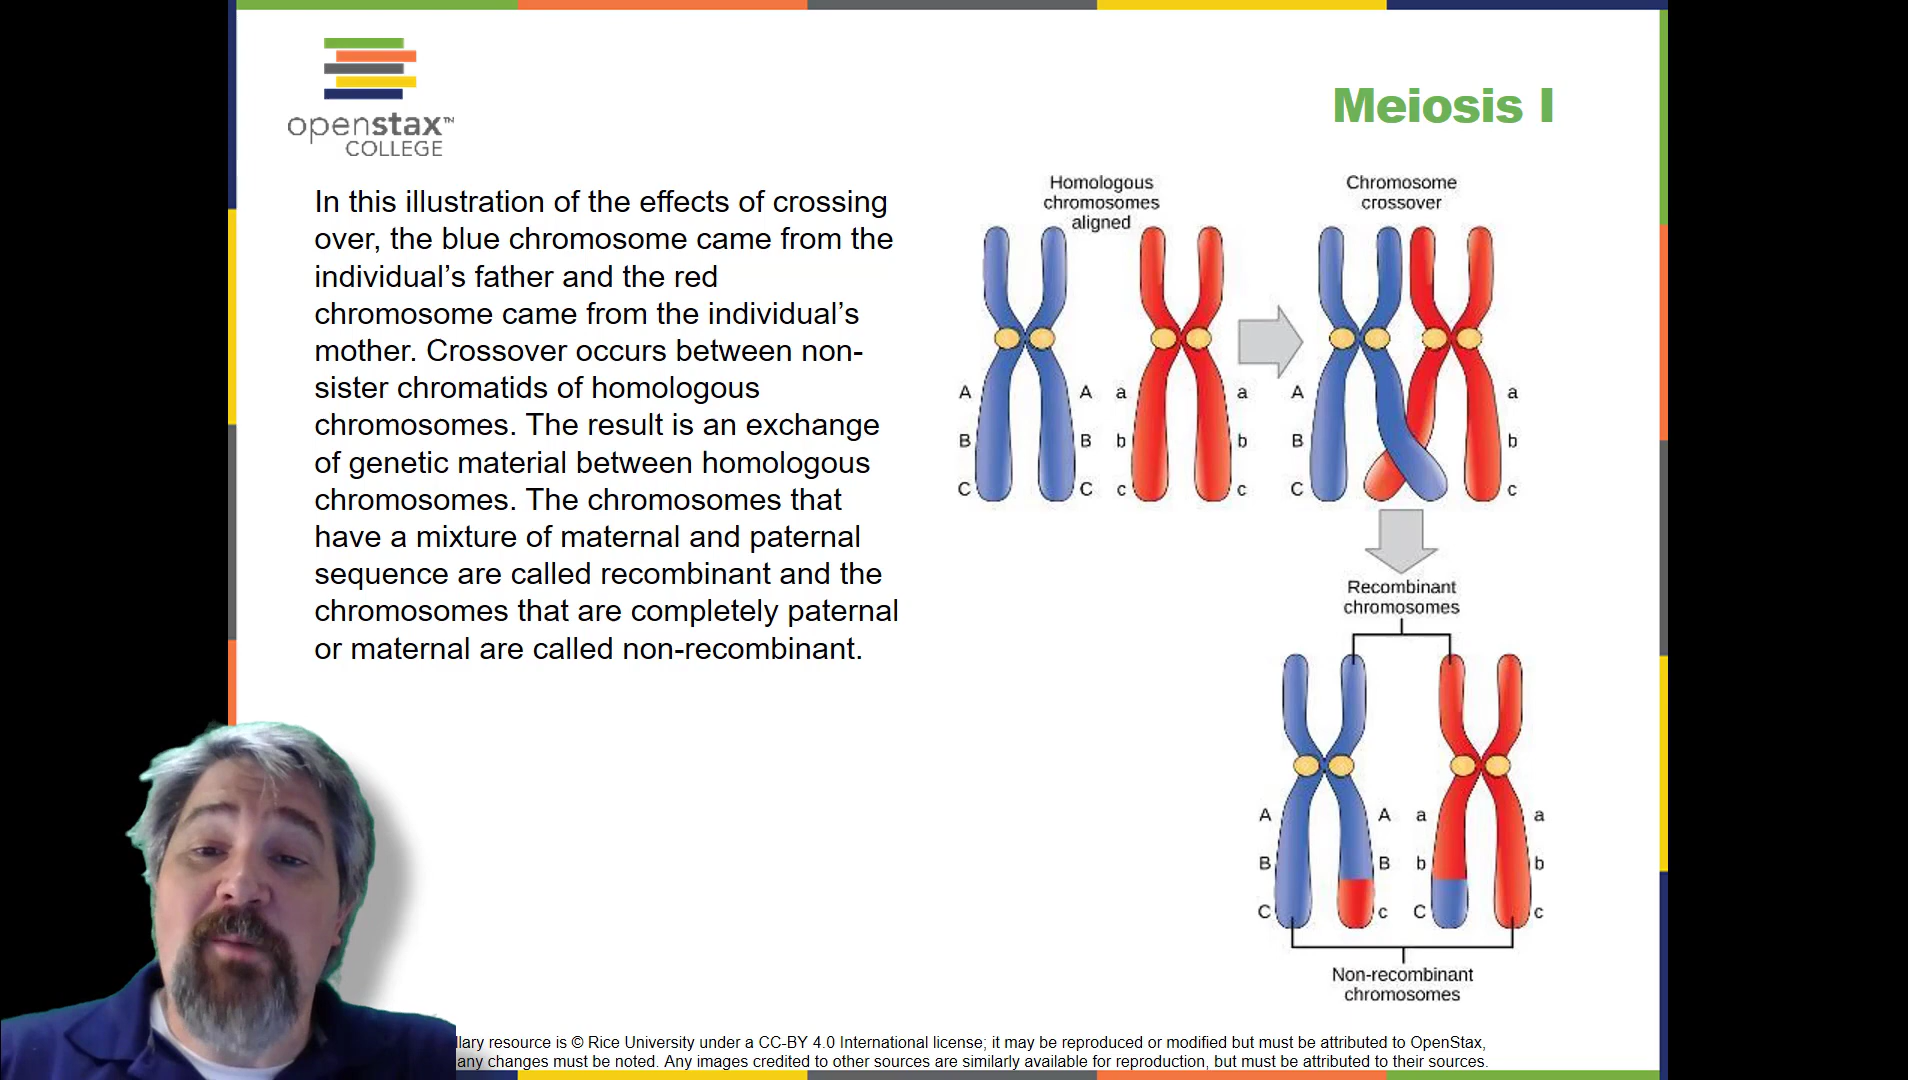 openstax™
COLLEGE
Meiosis I
In this illustration of the effects of crossing
over, the blue chromosome came from the
individual’s father and the red
chromosome came from the individual’s
mother. Crossover occurs between non-
sister chromatids of homologous
chromosomes. The result is an exchange
of genetic material between homologous
chromosomes. The chromosomes that
have a mixture of maternal and paternal
sequence are called recombinant and the
chromosomes that are completely paternal
or maternal are called non-recombinant.
Homologous
chromosomes
aligned
Chromosome
crossover
A A a a A a
B B b b B b
C C c c C c
Recombinant
chromosomes
A A a a
B B b b
C c C c
Non-recombinant
chromosomes
resource is © Rice University under a CC-BY 4.0 International license; it may be reproduced or modified but must be attributed to OpenStax,
any changes must be noted. Any images credited to other sources are similarly available for reproduction, but must be attributed to their sources.